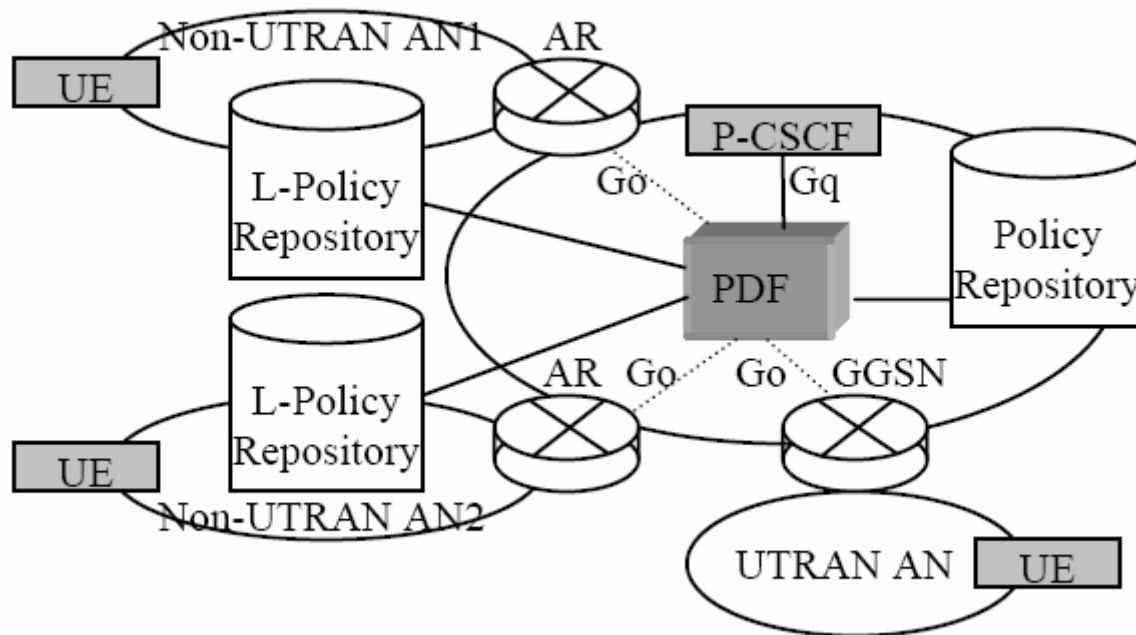 Non-UTRAN AN1
AR
UE
P-CSCF
L-Policy
Repository
Go
Gq
Policy
Repository
PDF
AR
Go
Go
GGSN
L-Policy
Repository
UE
Non-UTRAN AN2
UTRAN AN
UE